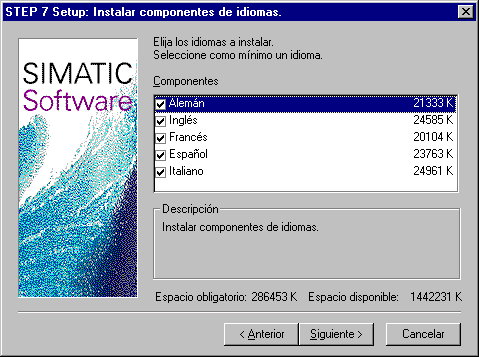 STEP 7 Setup: Instalar componentes de idiomas.
SIMATIC
Software
Elija los idiomas a instalar.
Seleccione como mínimo un idioma.
Componentes
Alemán 21333 K
Inglés 24585 K
Francés 20104 K
Español 23763 K
Italiano 24961 K
Descripción
Instalar componentes de idiomas.
Espacio obligatorio: 286453 K Espacio disponible: 1442231 K
< Anterior Siguiente > Cancelar